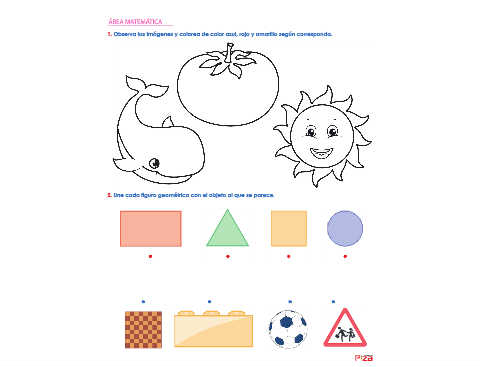 ÁREA MATEMÁTICA
1. Observa las imágenes y colorea de color azul, rojo y amarillo según corresponda.
2. Une cada figura geométrica con el objeto al que se parece.